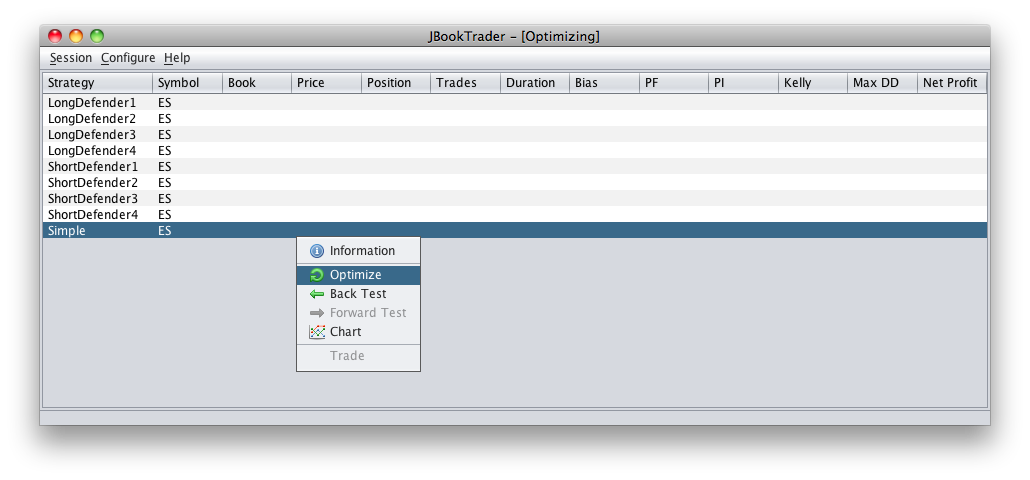 JBookTrader – [Optimizing]
Session Configure Help
Strategy Symbol Book Price Position Trades Duration Bias PF PI Kelly Max DD Net Profit
LongDefender1 ES
LongDefender2 ES
LongDefender3 ES
LongDefender4 ES
ShortDefender1 ES
ShortDefender2 ES
ShortDefender3 ES
ShortDefender4 ES
Simple ES
Information
Optimize
Back Test
Forward Test
Chart
Trade